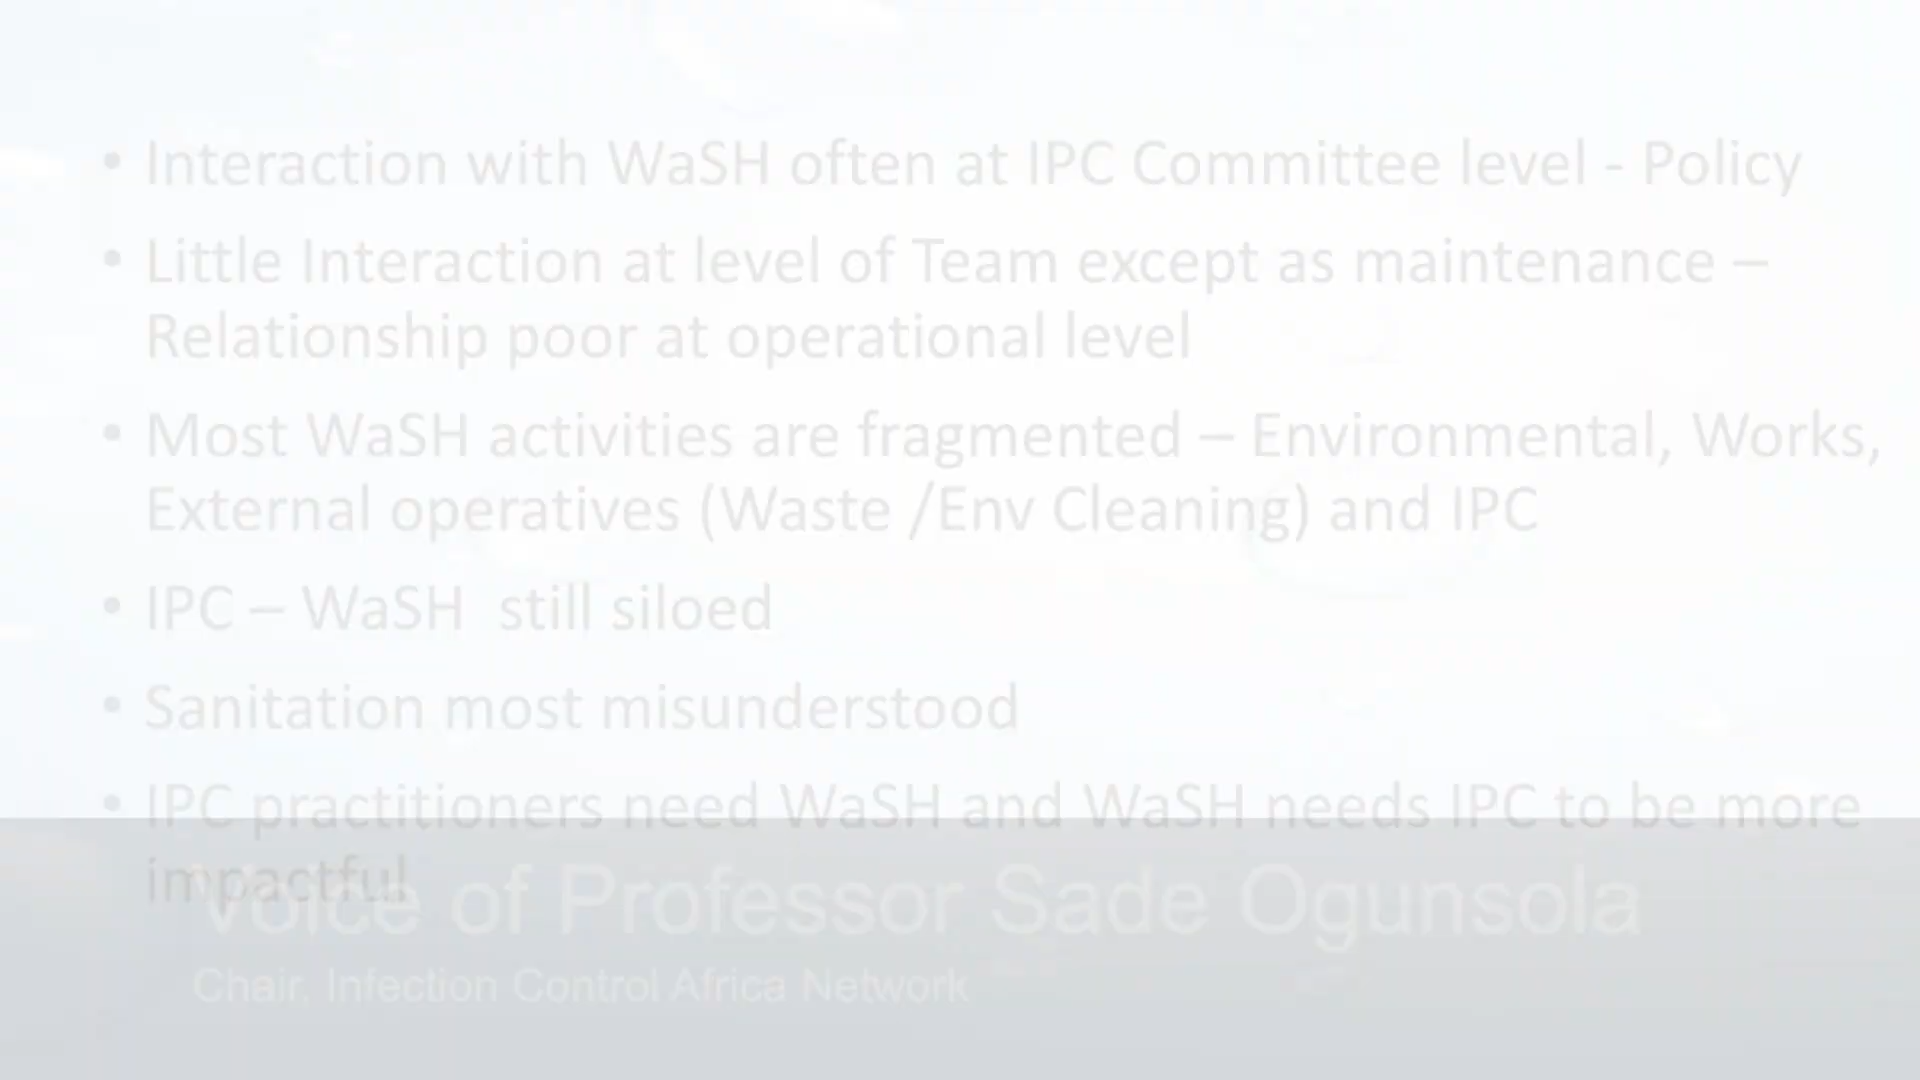 • Interaction with WaSH often at IPC Committee level - Policy
• Little Interaction at level of Team except as maintenance –
Relationship poor at operational level
• Most WaSH activities are fragmented – Environmental, Works,
External operatives (Waste /Env Cleaning) and IPC
• IPC – WaSH still siloed
• Sanitation most misunderstood
• IPC practitioners need WaSH and WaSH needs IPC to be more
impactful
Voice of Professor Sade Ogunsola
Chair, Infection Control Africa Network